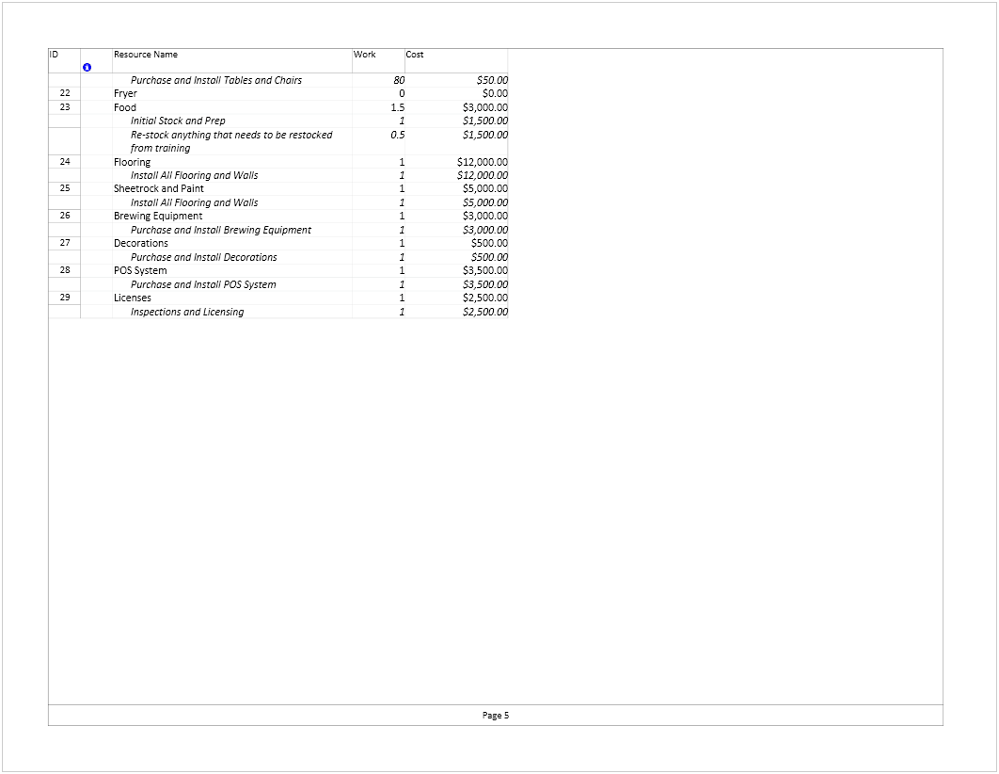 ID Resource Name Work Cost
Purchase and Install Tables and Chairs 80 $50.00
22 Fryer 0 $0.00
23 Food 1.5 $3,000.00
Initial Stock and Prep 1 $1,500.00
Re-stock anything that needs to be restocked 0.5 $1,500.00
from training
24 Flooring 1 $12,000.00
Install All Flooring and Walls 1 $12,000.00
25 Sheetrock and Paint 1 $5,000.00
Install All Flooring and Walls 1 $5,000.00
26 Brewing Equipment 1 $3,000.00
Purchase and Install Brewing Equipment 1 $3,000.00
27 Decorations 1 $500.00
Purchase and Install Decorations 1 $500.00
28 POS System 1 $3,500.00
Purchase and Install POS System 1 $3,500.00
29 Licenses 1 $2,500.00
Inspections and Licensing 1 $2,500.00
Page 5